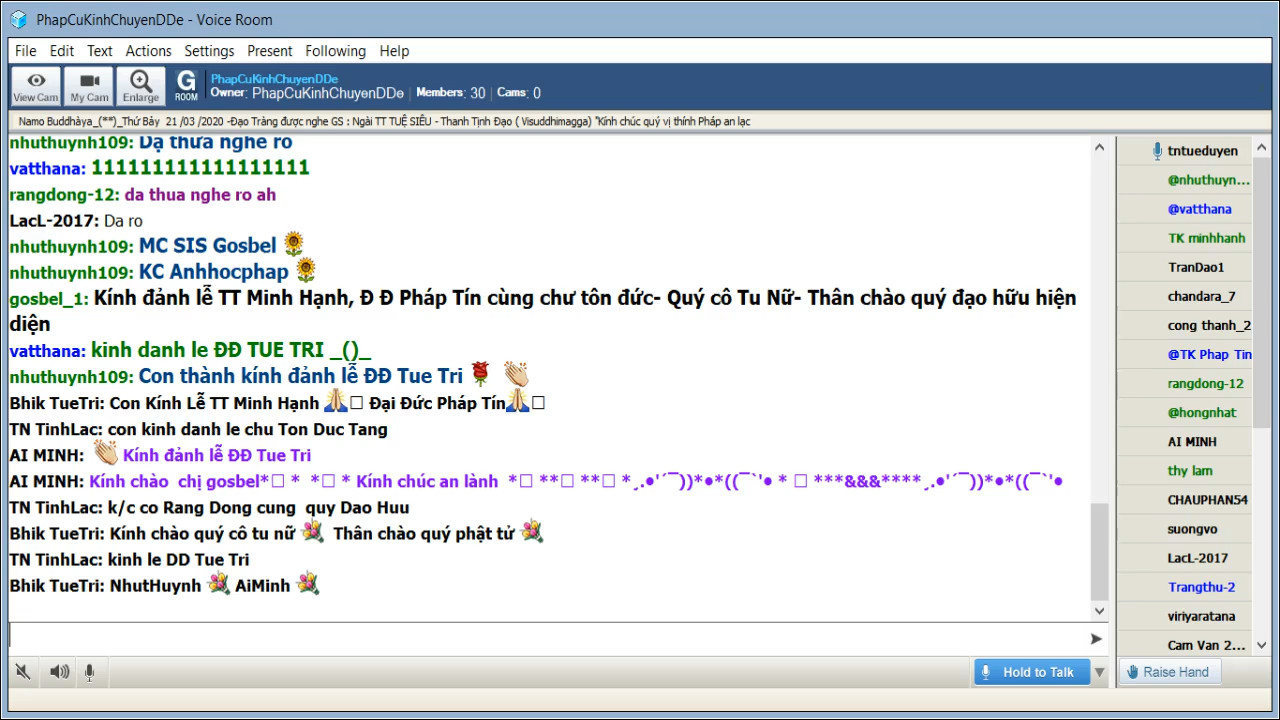 PhapCuKinhChuyenDDe - Voice Room
File Edit Text Actions Settings Present Following Help
View Cam My Cam Enlarge G ROOM
PhapCuKinhChuyenDDe
Owner: PhapCuKinhChuyenDDe Members: 30 Cams: 0
Namo Buddhàya_(**)_Thứ Bảy 21 /03 /2020 -Đạo Tràng được nghe GS : Ngài TT TUỆ SIÊU - Thanh Tịnh Đạo ( Visuddhimagga) "Kính chúc quý vị thính Pháp an lạc
nhuthuynh109: Dạ thưa nghe rõ
vatthana: 111111111111111111
rangdong-12: da thua nghe ro ah
LacL-2017: Da ro
nhuthuynh109: MC SIS Gosbel 🌻
nhuthuynh109: KC Anhhocphap 🌻
gosbel_1: Kính đảnh lễ TT Minh Hạnh, Đ Đ Pháp Tín cùng chư tôn đức- Quý cô Tu Nữ- Thân chào quý đạo hữu hiện
diện
vatthana: kinh danh le ĐĐ TUE TRI _()_
nhuthuynh109: Con thành kính đảnh lễ ĐĐ Tue Tri 🌹 👏
Bhik TueTri: Con Kính Lễ TT Minh Hạnh 🙏□ Đại Đức Pháp Tín🙏□
TN TinhLac: con kinh danh le chu Ton Duc Tang
AI MINH: 👏 Kính đảnh lễ ĐĐ Tue Tri
AI MINH: Kính chào chị gosbel*□ * *□ * Kính chúc an lành *□ **□ **□ *¸.•'´¯))*•*((¯`'• * □ ***&&&****¸.•'´¯))*•*((¯`'•
TN TinhLac: k/c co Rang Dong cung quy Dao Huu
Bhik TueTri: Kính chào quý cô tu nữ 💐 Thân chào quý phật tử 💐
TN TinhLac: kinh le DD Tue Tri
Bhik TueTri: NhutHuynh 💐 AiMinh 💐
tntueduyen
@nhuthuyn...
@vatthana
TK minhhanh
TranDao1
chandara_7
cong thanh_2
@TK Phap Tin
rangdong-12
@hongnhat
AI MINH
thy lam
CHAUPHAN54
suongvo
LacL-2017
Trangthu-2
viriyaratana
Cam Van 2...
Hold to Talk
Raise Hand